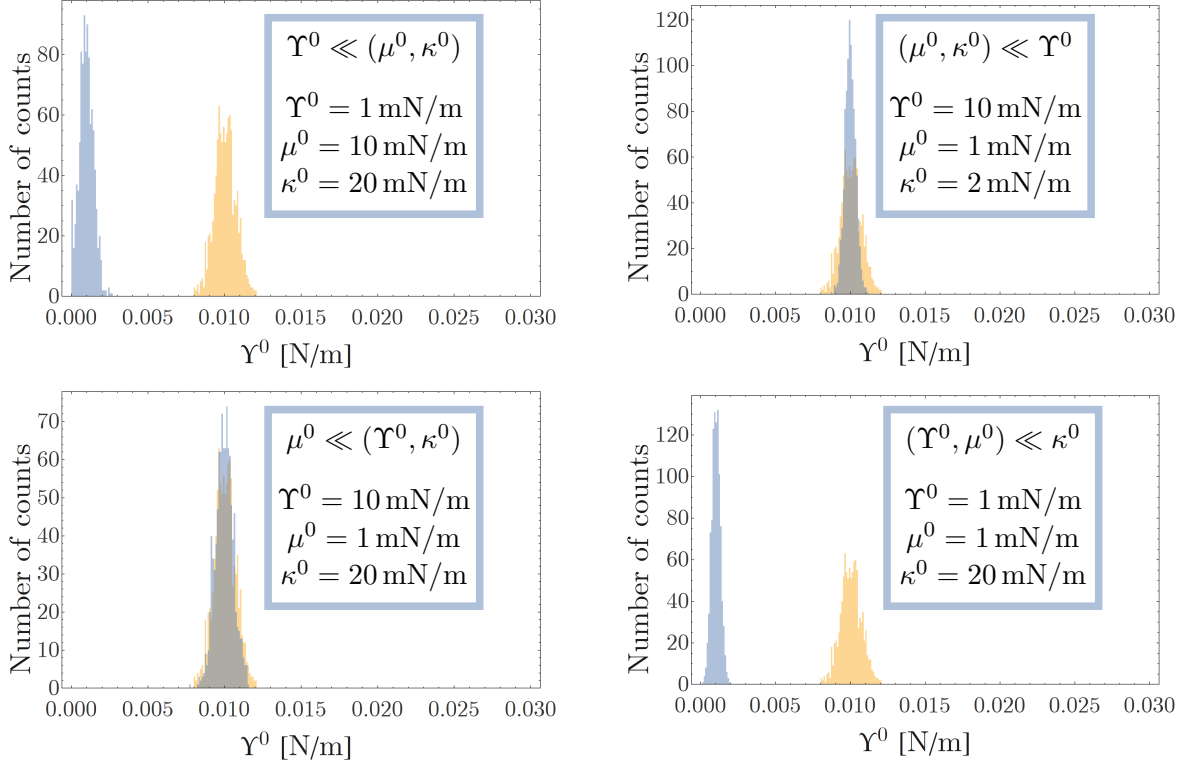 Number of counts
80
60
40
20
0
ϒ⁰ ≪ (μ⁰, κ⁰)
ϒ⁰ = 1 mN/m
μ⁰ = 10 mN/m
κ⁰ = 20 mN/m
0.000 0.005 0.010 0.015 0.020 0.025 0.030
ϒ⁰ [N/m]
Number of counts
120
100
80
60
40
20
0
(μ⁰, κ⁰) ≪ ϒ⁰
ϒ⁰ = 10 mN/m
μ⁰ = 1 mN/m
κ⁰ = 2 mN/m
0.000 0.005 0.010 0.015 0.020 0.025 0.030
ϒ⁰ [N/m]
Number of counts
70
60
50
40
30
20
10
0
μ⁰ ≪ (ϒ⁰, κ⁰)
ϒ⁰ = 10 mN/m
μ⁰ = 1 mN/m
κ⁰ = 20 mN/m
0.000 0.005 0.010 0.015 0.020 0.025 0.030
ϒ⁰ [N/m]
Number of counts
120
100
80
60
40
20
0
(ϒ⁰, μ⁰) ≪ κ⁰
ϒ⁰ = 1 mN/m
μ⁰ = 1 mN/m
κ⁰ = 20 mN/m
0.000 0.005 0.010 0.015 0.020 0.025 0.030
ϒ⁰ [N/m]